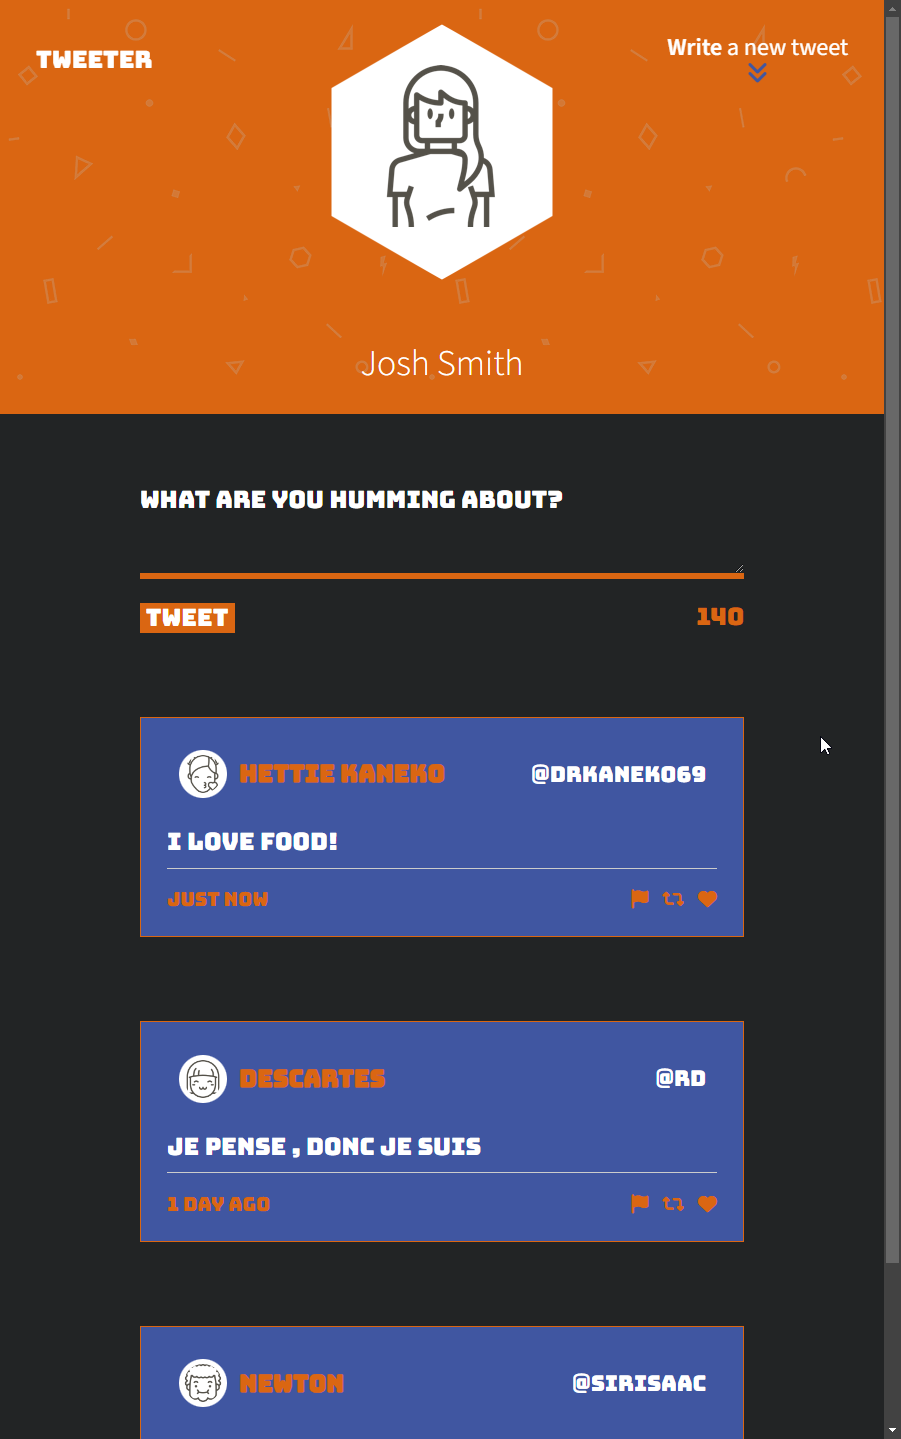 TWEETER
Write a new tweet
Josh Smith
WHAT ARE YOU HUMMING ABOUT?
TWEET
140
HETTIE KANEKO
@DRKANEKO69
I LOVE FOOD!
JUST NOW
DESCARTES
@RD
JE PENSE , DONC JE SUIS
1 DAY AGO
NEWTON
@SIRISAAC